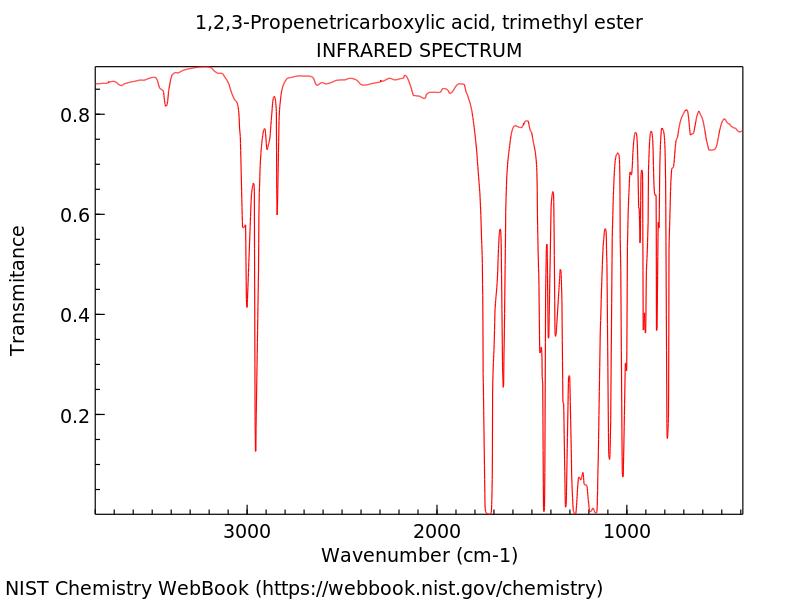 1,2,3-Propenetricarboxylic acid, trimethyl ester
INFRARED SPECTRUM
0.8
0.6
0.4
0.2
Transmitance
3000 2000 1000
Wavenumber (cm-1)
NIST Chemistry WebBook (https://webbook.nist.gov/chemistry)